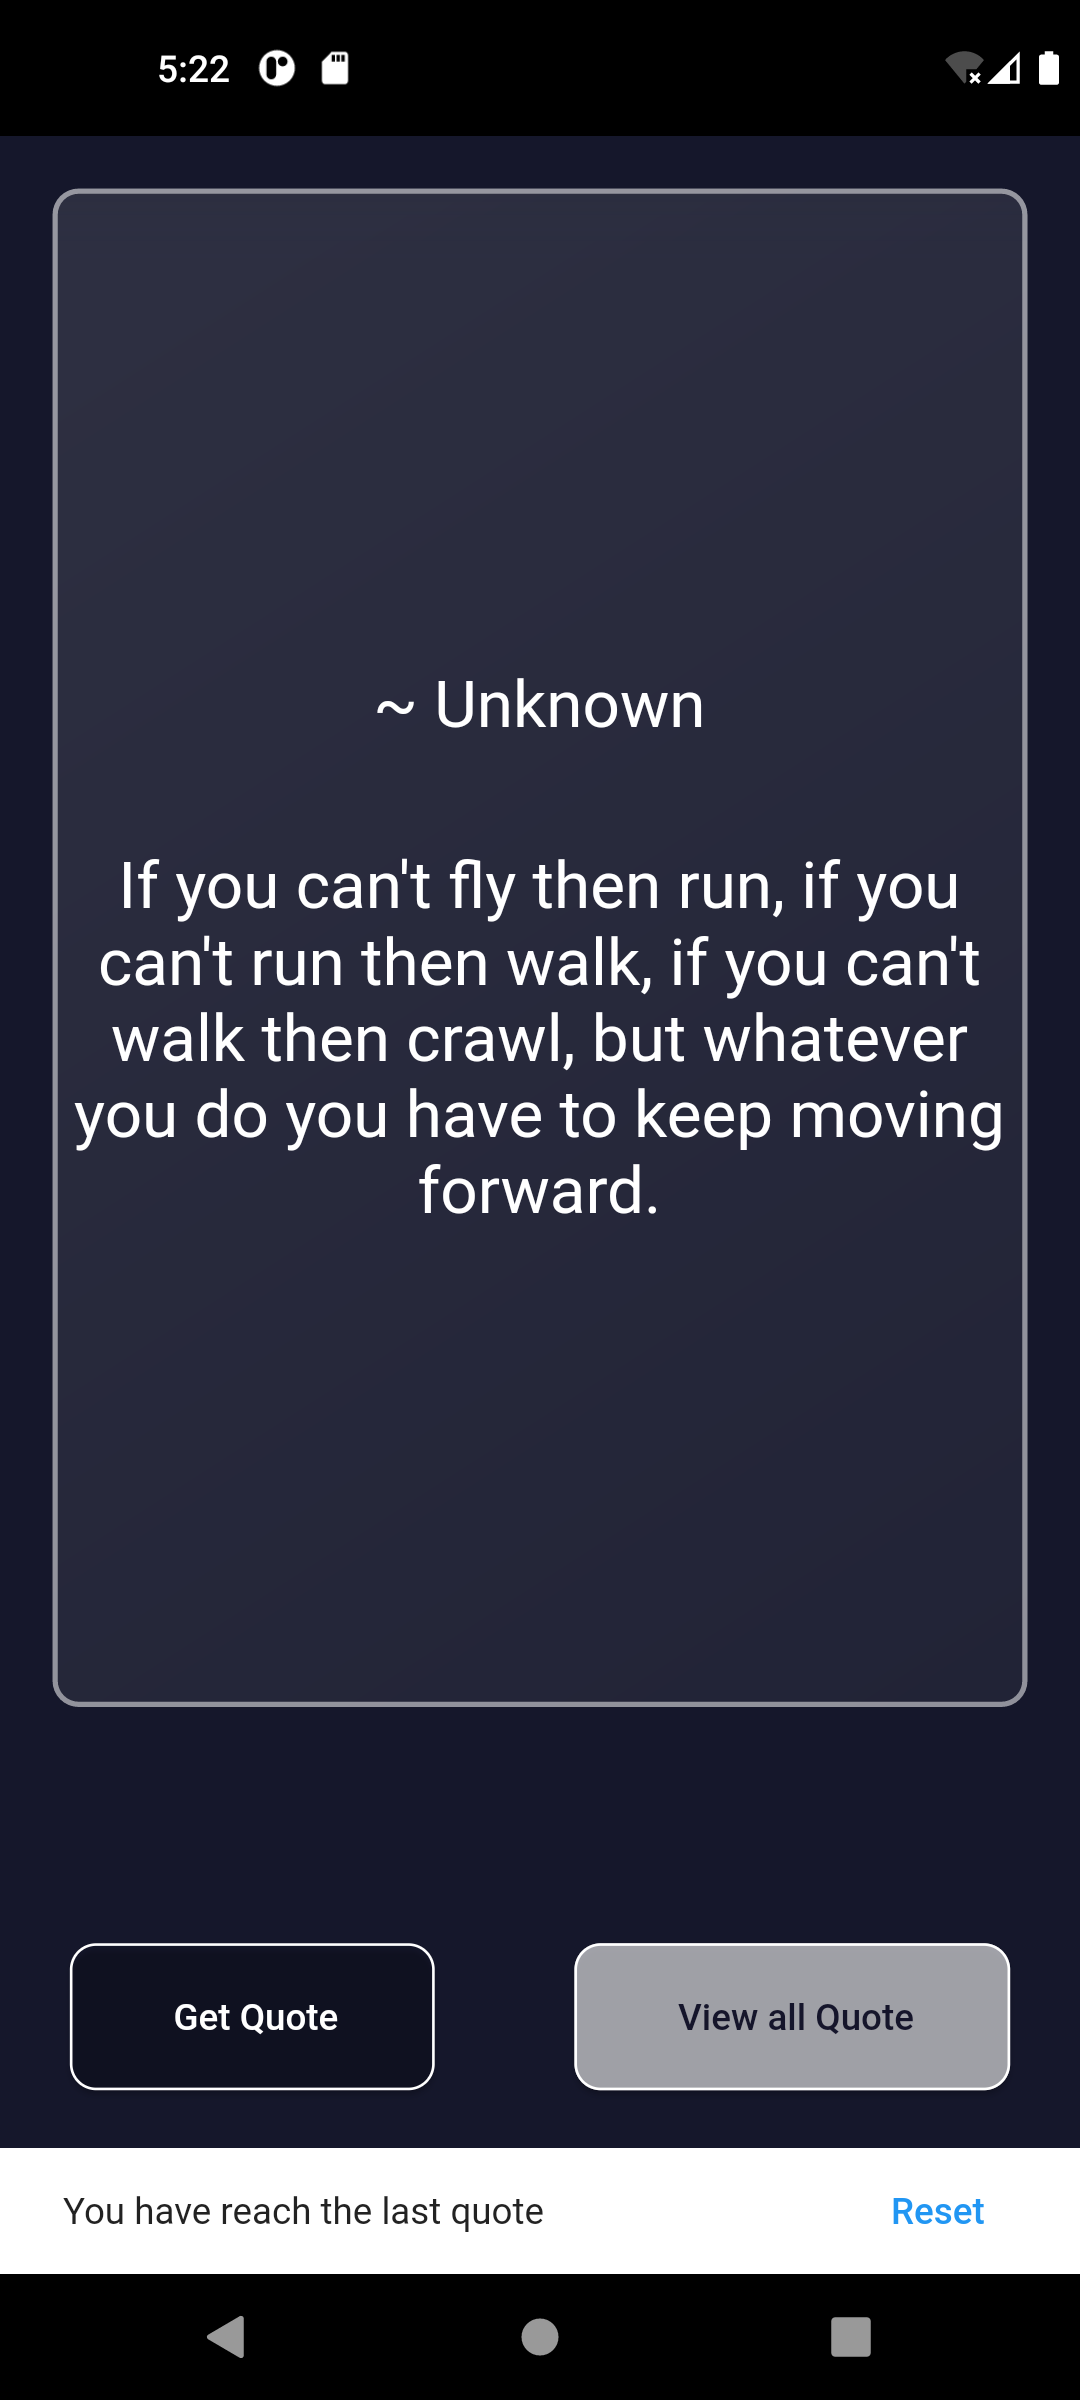 5:22
~ Unknown
If you can't fly then run, if you
can't run then walk, if you can't
walk then crawl, but whatever
you do you have to keep moving
forward.
Get Quote
View all Quote
You have reach the last quote
Reset